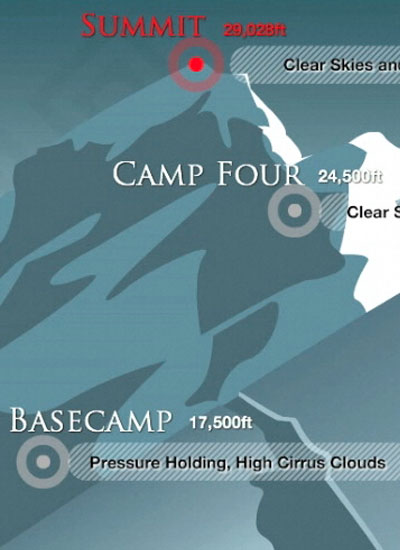 SUMMIT 29,028ft
Clear Skies and
CAMP FOUR 24,500ft
Clear S
BASECAMP 17,500ft
Pressure Holding, High Cirrus Clouds